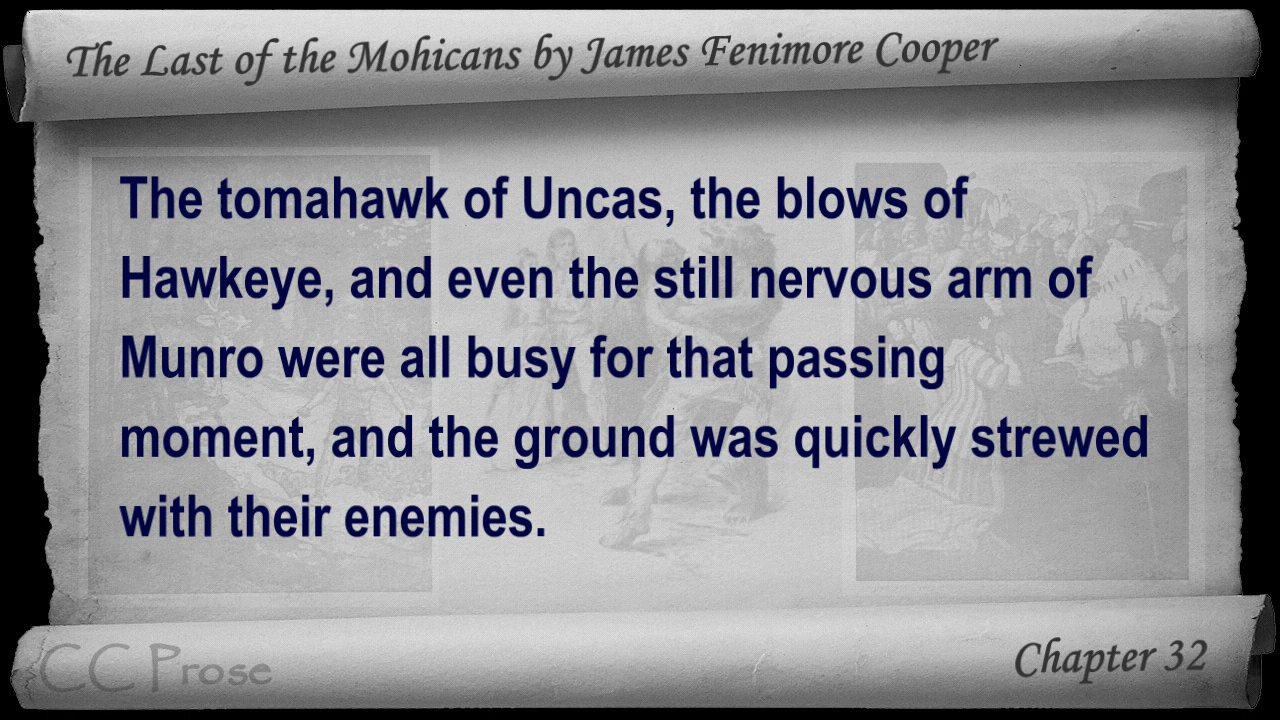 The Last of the Mohicans by James Fenimore Cooper
The tomahawk of Uncas, the blows of
Hawkeye, and even the still nervous arm of
Munro were all busy for that passing
moment, and the ground was quickly strewed
with their enemies.
CC Prose
Chapter 32